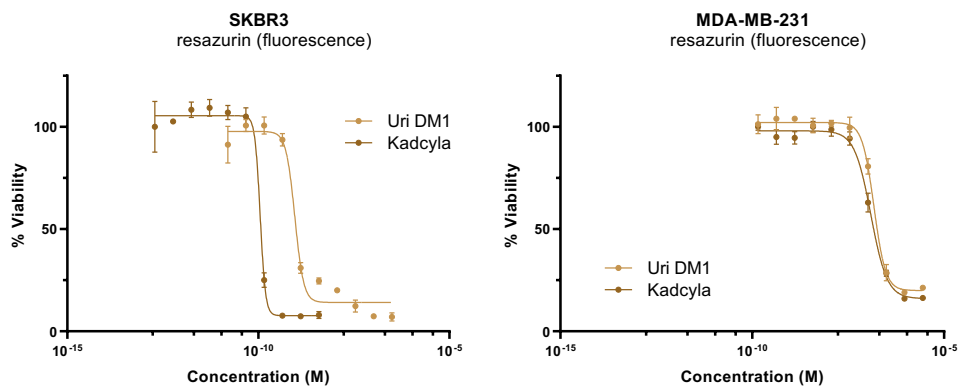 SKBR3
resazurin (fluorescence)
% Viability
100
50
0
Uri DM1
Kadcyla
10-15
10-10
10-5
Concentration (M)
MDA-MB-231
resazurin (fluorescence)
% Viability
100
50
0
Uri DM1
Kadcyla
10-15
10-10
10-5
Concentration (M)